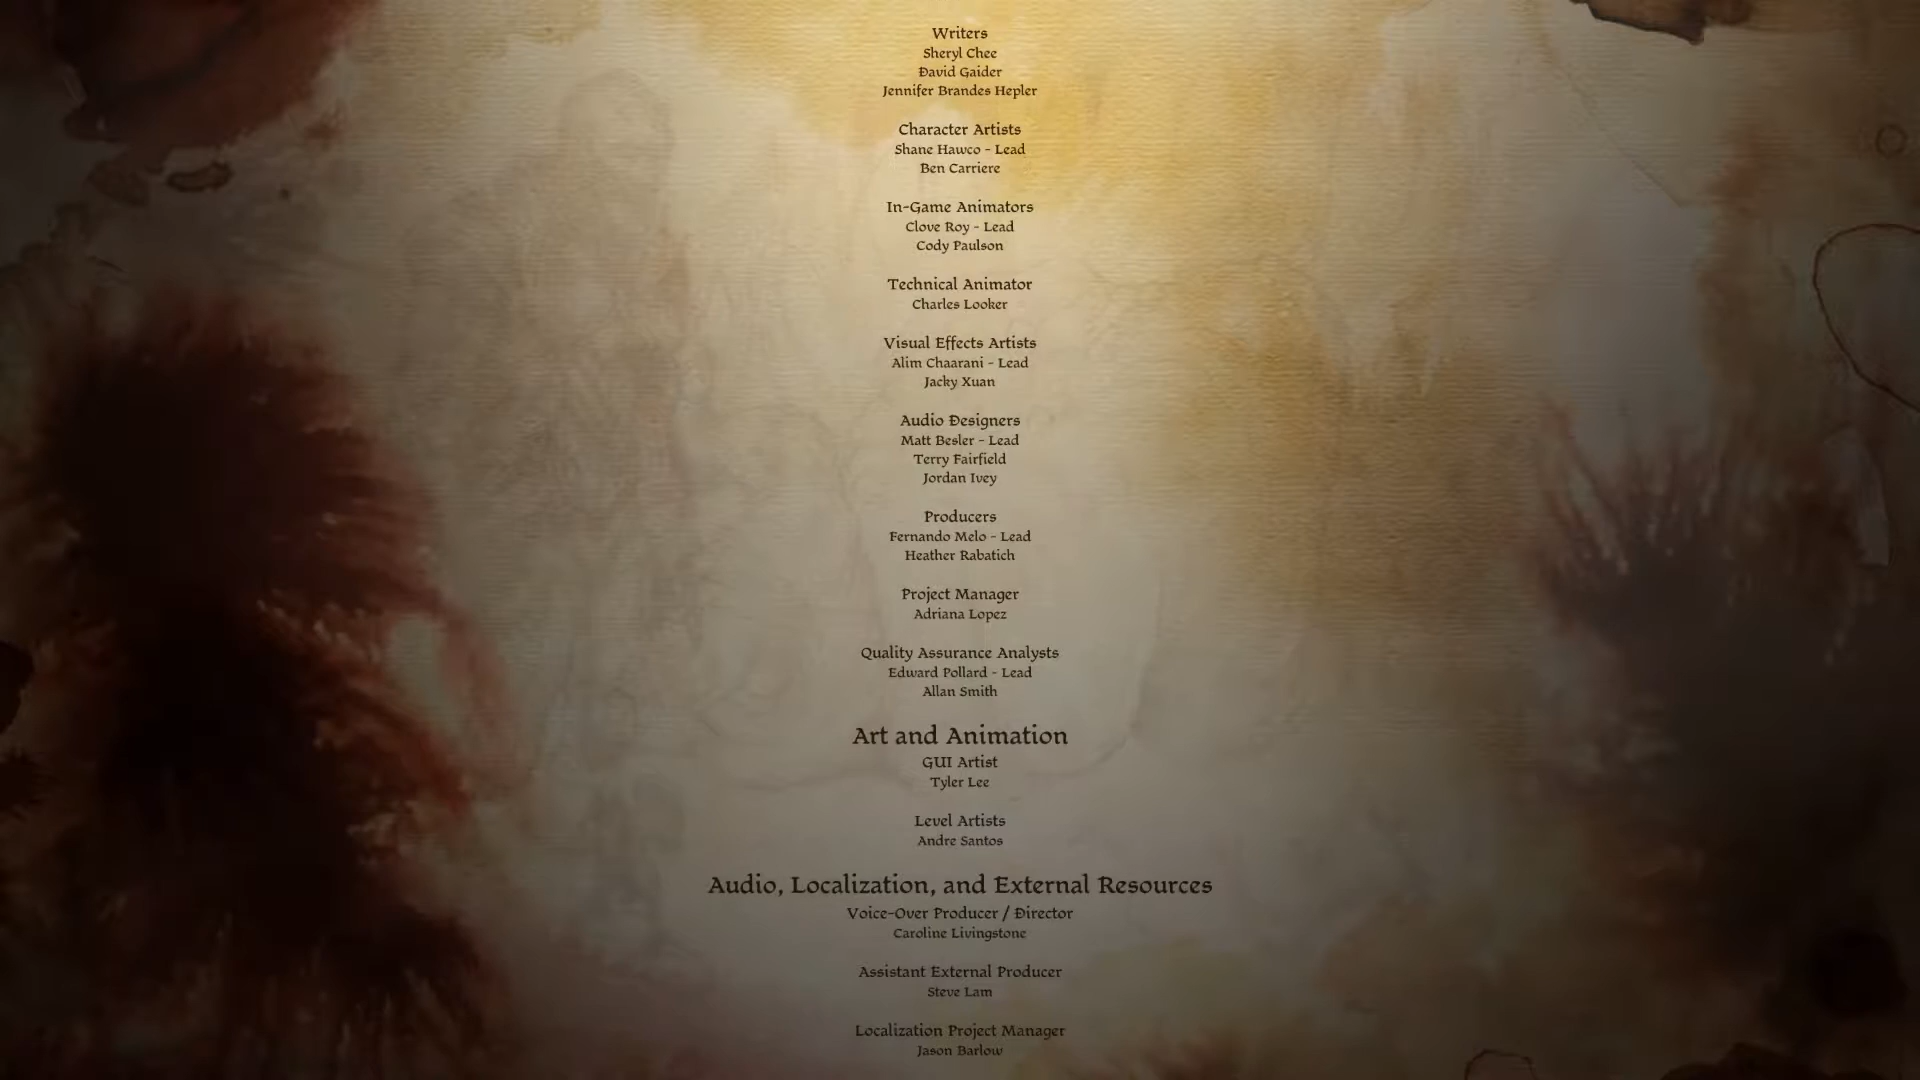 Writers
Sheryl Chee
David Gaider
Jennifer Brandes Hepler
Character Artists
Shane Hawco - Lead
Ben Carriere
In-Game Animators
Clove Roy - Lead
Cody Paulson
Technical Animator
Charles Looker
Visual Effects Artists
Alim Chaarani - Lead
Jacky Xuan
Audio Designers
Matt Besler - Lead
Terry Fairfield
Jordan Ivey
Producers
Fernando Melo - Lead
Heather Rabatich
Project Manager
Adriana Lopez
Quality Assurance Analysts
Edward Pollard - Lead
Allan Smith
Art and Animation
GUI Artist
Tyler Lee
Level Artists
Andre Santos
Audio, Localization, and External Resources
Voice-Over Producer / Director
Caroline Livingstone
Assistant External Producer
Steve Lam
Localization Project Manager
Jason Barlow